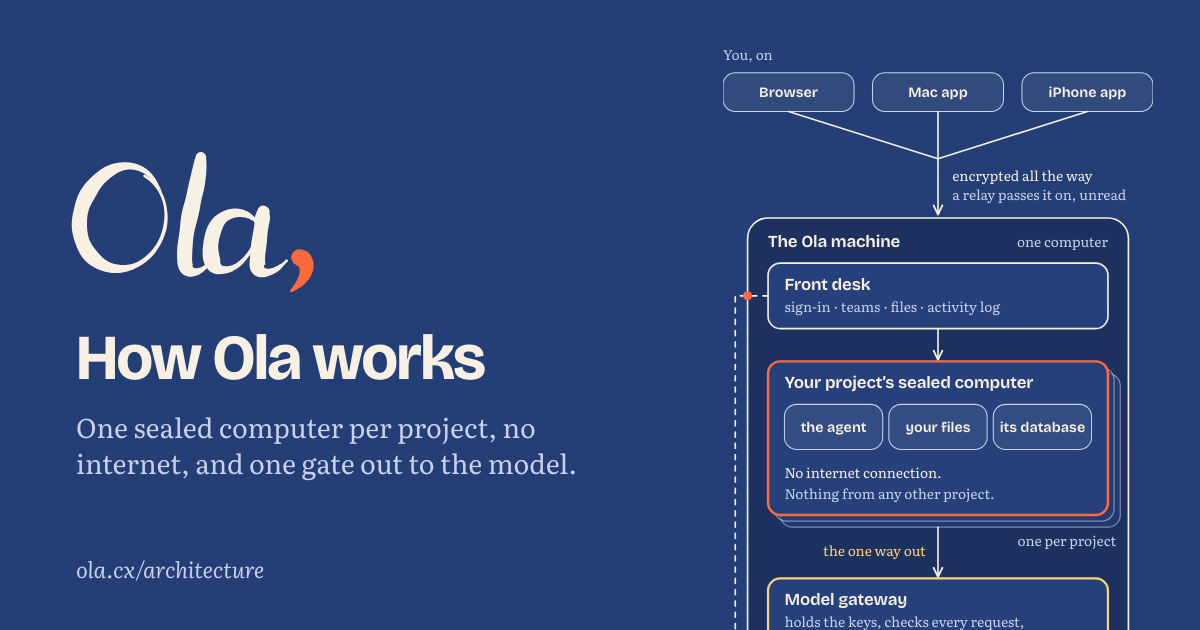 Ola,
How Ola works
One sealed computer per project, no
internet, and one gate out to the model.
ola.cx/architecture
You, on
Browser
Mac app
iPhone app
encrypted all the way
a relay passes it on, unread
The Ola machine
one computer
Front desk
sign-in · teams · files · activity log
Your project's sealed computer
the agent
your files
its database
No internet connection.
Nothing from any other project.
one per project
the one way out
Model gateway
holds the keys, checks every request,